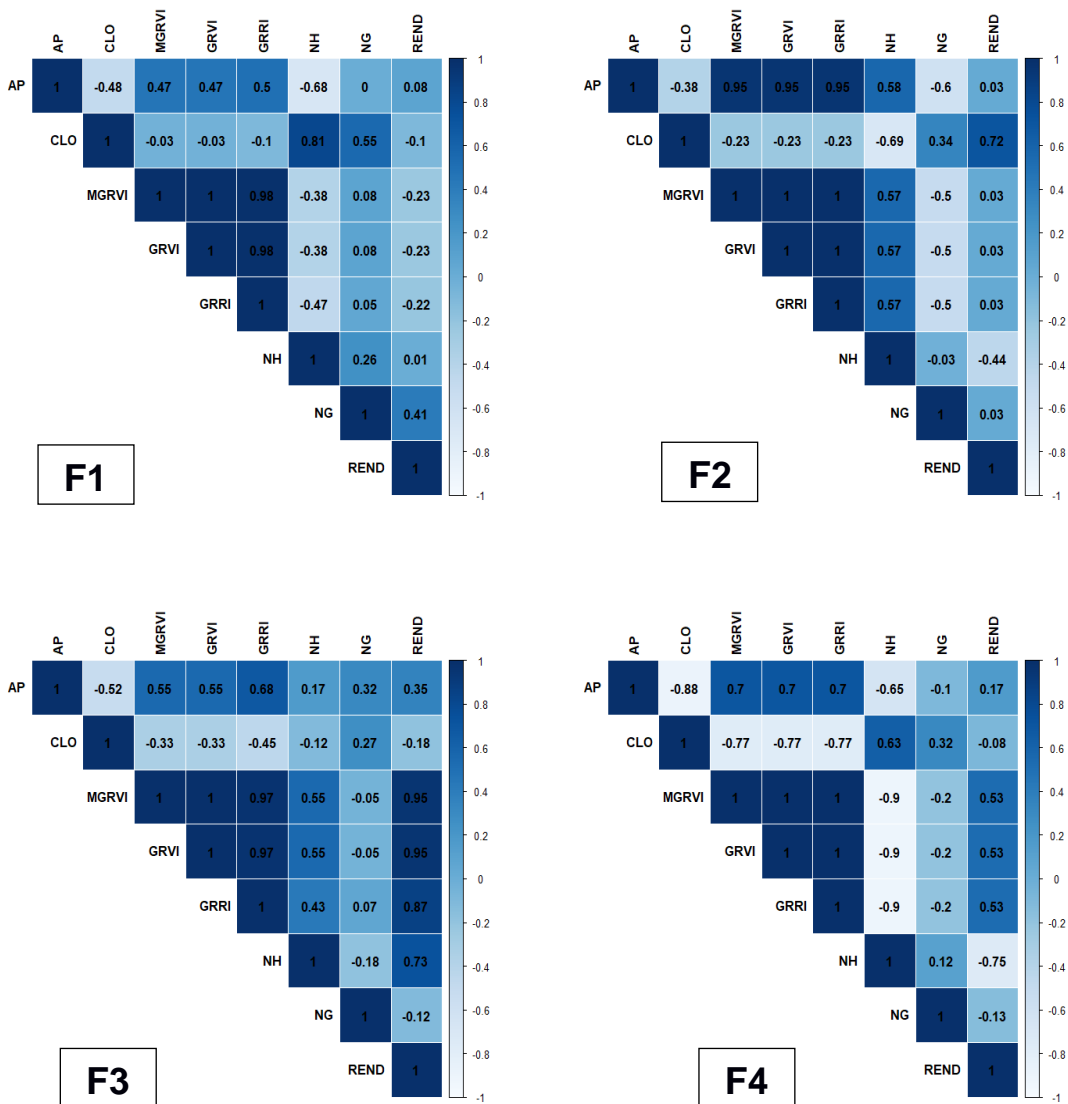 AP CLO MGRVI GRVI GRRI NH NG REND
AP 1 -0.48 0.47 0.47 0.5 -0.68 0 0.08
CLO 1 -0.03 -0.03 -0.1 0.81 0.55 -0.1
MGRVI 1 1 0.98 -0.38 0.08 -0.23
GRVI 1 0.98 -0.38 0.08 -0.23
GRRI 1 -0.47 0.05 -0.22
NH 1 0.26 0.01
NG 1 0.41
REND 1
1
0.8
0.6
0.4
0.2
0
-0.2
-0.4
-0.6
-0.8
-1
F1
AP CLO MGRVI GRVI GRRI NH NG REND
AP 1 -0.38 0.95 0.95 0.95 0.58 -0.6 0.03
CLO 1 -0.23 -0.23 -0.23 -0.69 0.34 0.72
MGRVI 1 1 1 0.57 -0.5 0.03
GRVI 1 1 0.57 -0.5 0.03
GRRI 1 0.57 -0.5 0.03
NH 1 -0.03 -0.44
NG 1 0.03
REND 1
1
0.8
0.6
0.4
0.2
0
-0.2
-0.4
-0.6
-0.8
-1
F2
AP CLO MGRVI GRVI GRRI NH NG REND
AP 1 -0.52 0.55 0.55 0.68 0.17 0.32 0.35
CLO 1 -0.33 -0.33 -0.45 -0.12 0.27 -0.18
MGRVI 1 1 0.97 0.55 -0.05 0.95
GRVI 1 0.97 0.55 -0.05 0.95
GRRI 1 0.43 0.07 0.87
NH 1 -0.18 0.73
NG 1 -0.12
REND 1
1
0.8
0.6
0.4
0.2
0
-0.2
-0.4
-0.6
-0.8
-1
F3
AP CLO MGRVI GRVI GRRI NH NG REND
AP 1 -0.88 0.7 0.7 0.7 -0.65 -0.1 0.17
CLO 1 -0.77 -0.77 -0.77 0.63 0.32 -0.08
MGRVI 1 1 1 -0.9 -0.2 0.53
GRVI 1 1 -0.9 -0.2 0.53
GRRI 1 -0.9 -0.2 0.53
NH 1 0.12 -0.75
NG 1 -0.13
REND 1
1
0.8
0.6
0.4
0.2
0
-0.2
-0.4
-0.6
-0.8
-1
F4